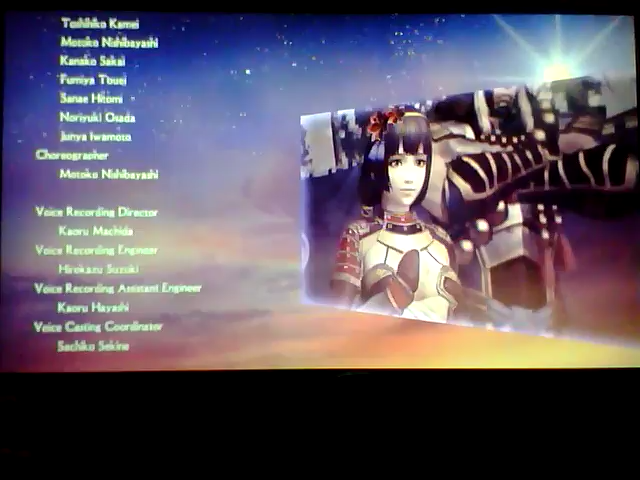 Toshihiko Kamei
Motoko Nishibayashi
Kanako Sakai
Fumiya Touei
Sanae Hitomi
Noriyuki Osada
Junya Iwamoto
Choreographer
Motoko Nishibayashi
Voice Recording Director
Kaoru Machida
Voice Recording Engineer
Hirokazu Suzuki
Voice Recording Assistant Engineer
Kaoru Hayashi
Voice Casting Coordinator
Sachiko Sekine